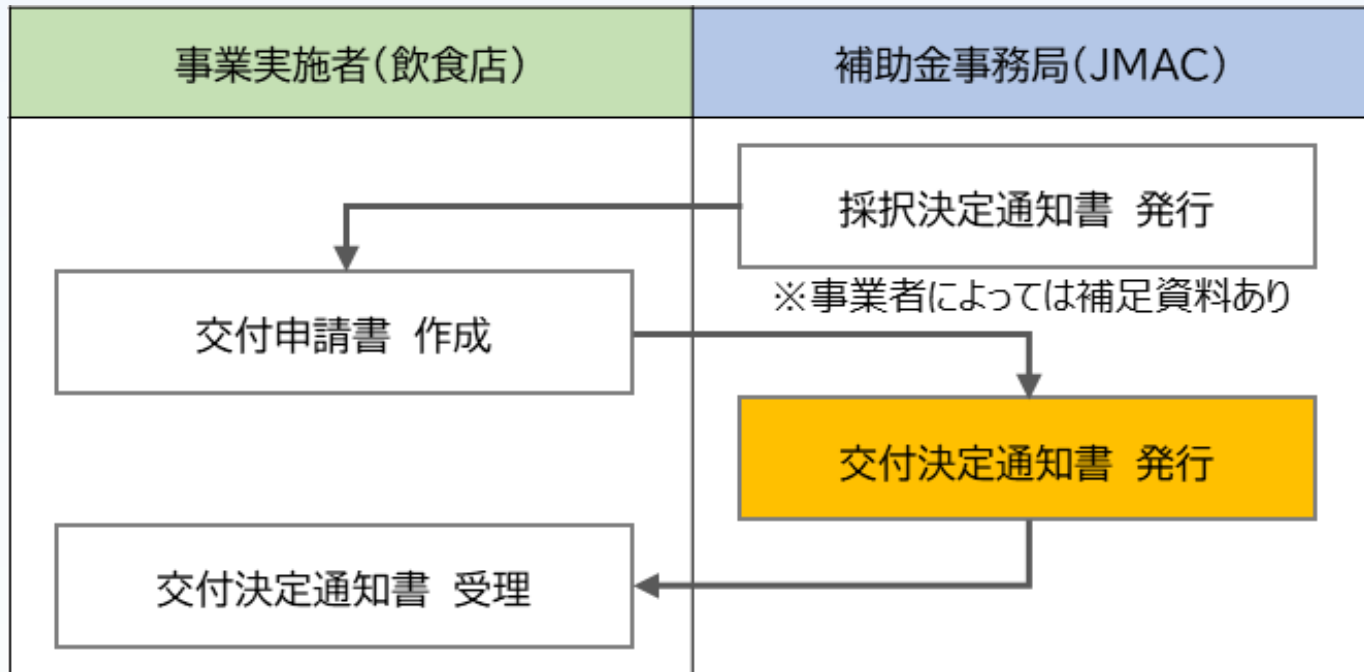 事業実施者(飲食店)
補助金事務局(JMAC)
採択決定通知書 発行
※事業者によっては補足資料あり
交付申請書 作成
交付決定通知書 発行
交付決定通知書 受理